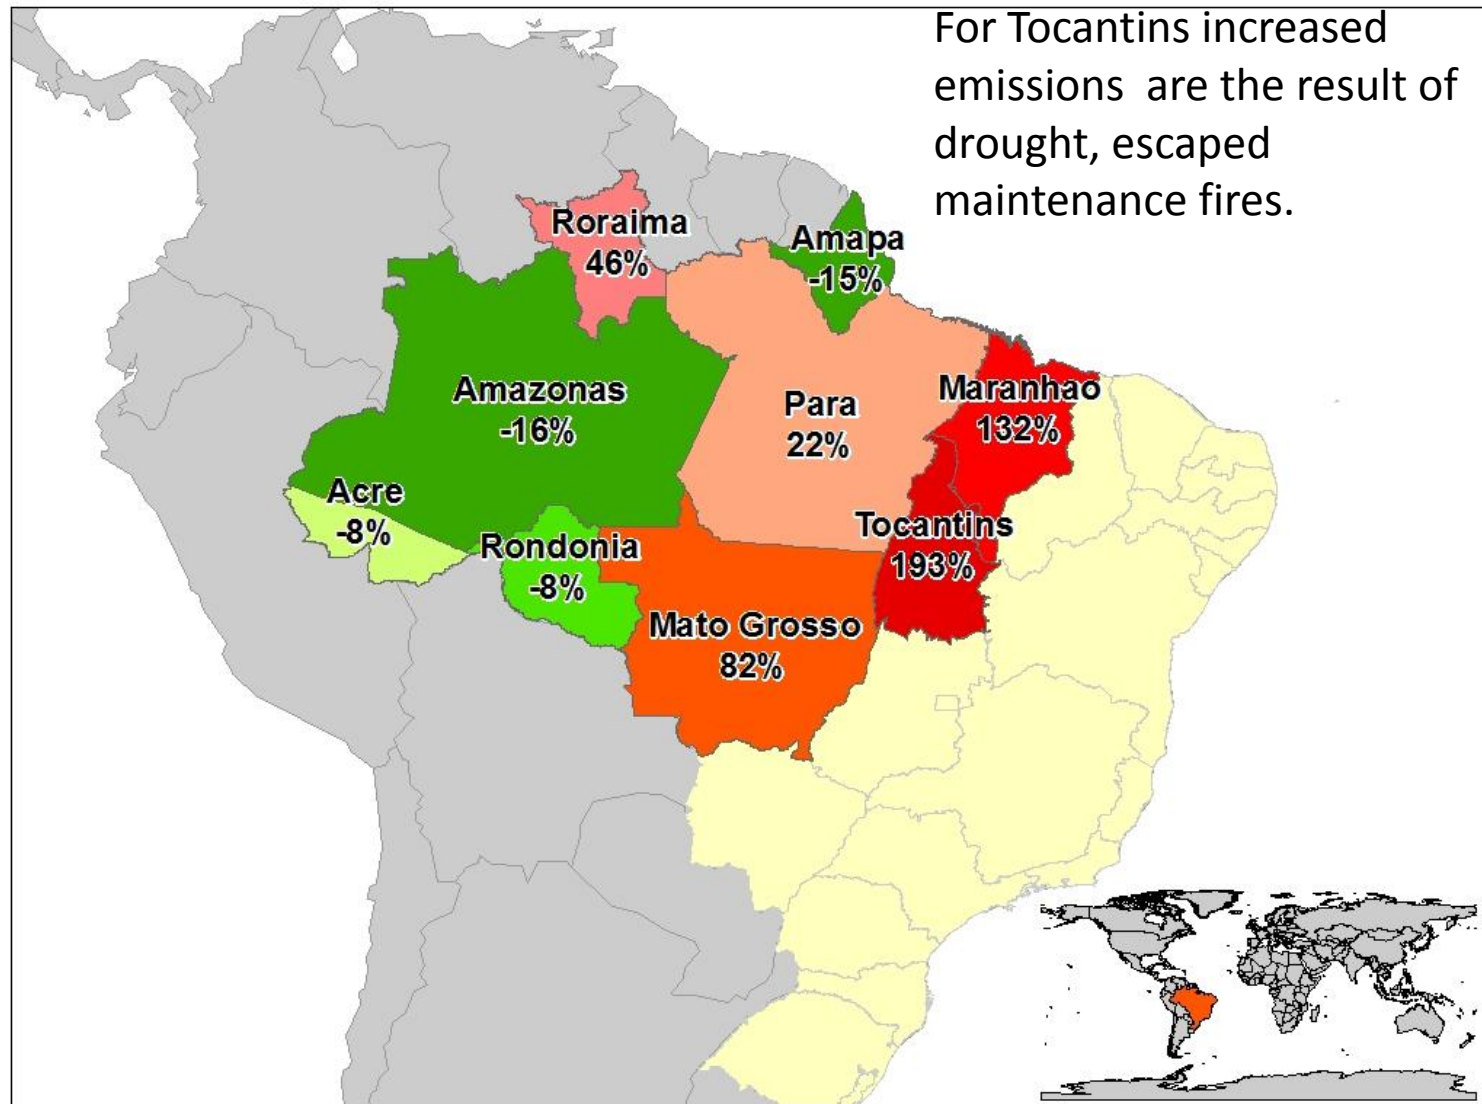 For Tocantins increased
emissions  are the result of
drought, escaped
maintenance fires.
Roraima
46%
Amapa
-15%
Amazonas
-16%
Para
22%
Maranhao
132%
Acre
-8%
Rondonia
-8%
Tocantins
193%
Mato Grosso
82%